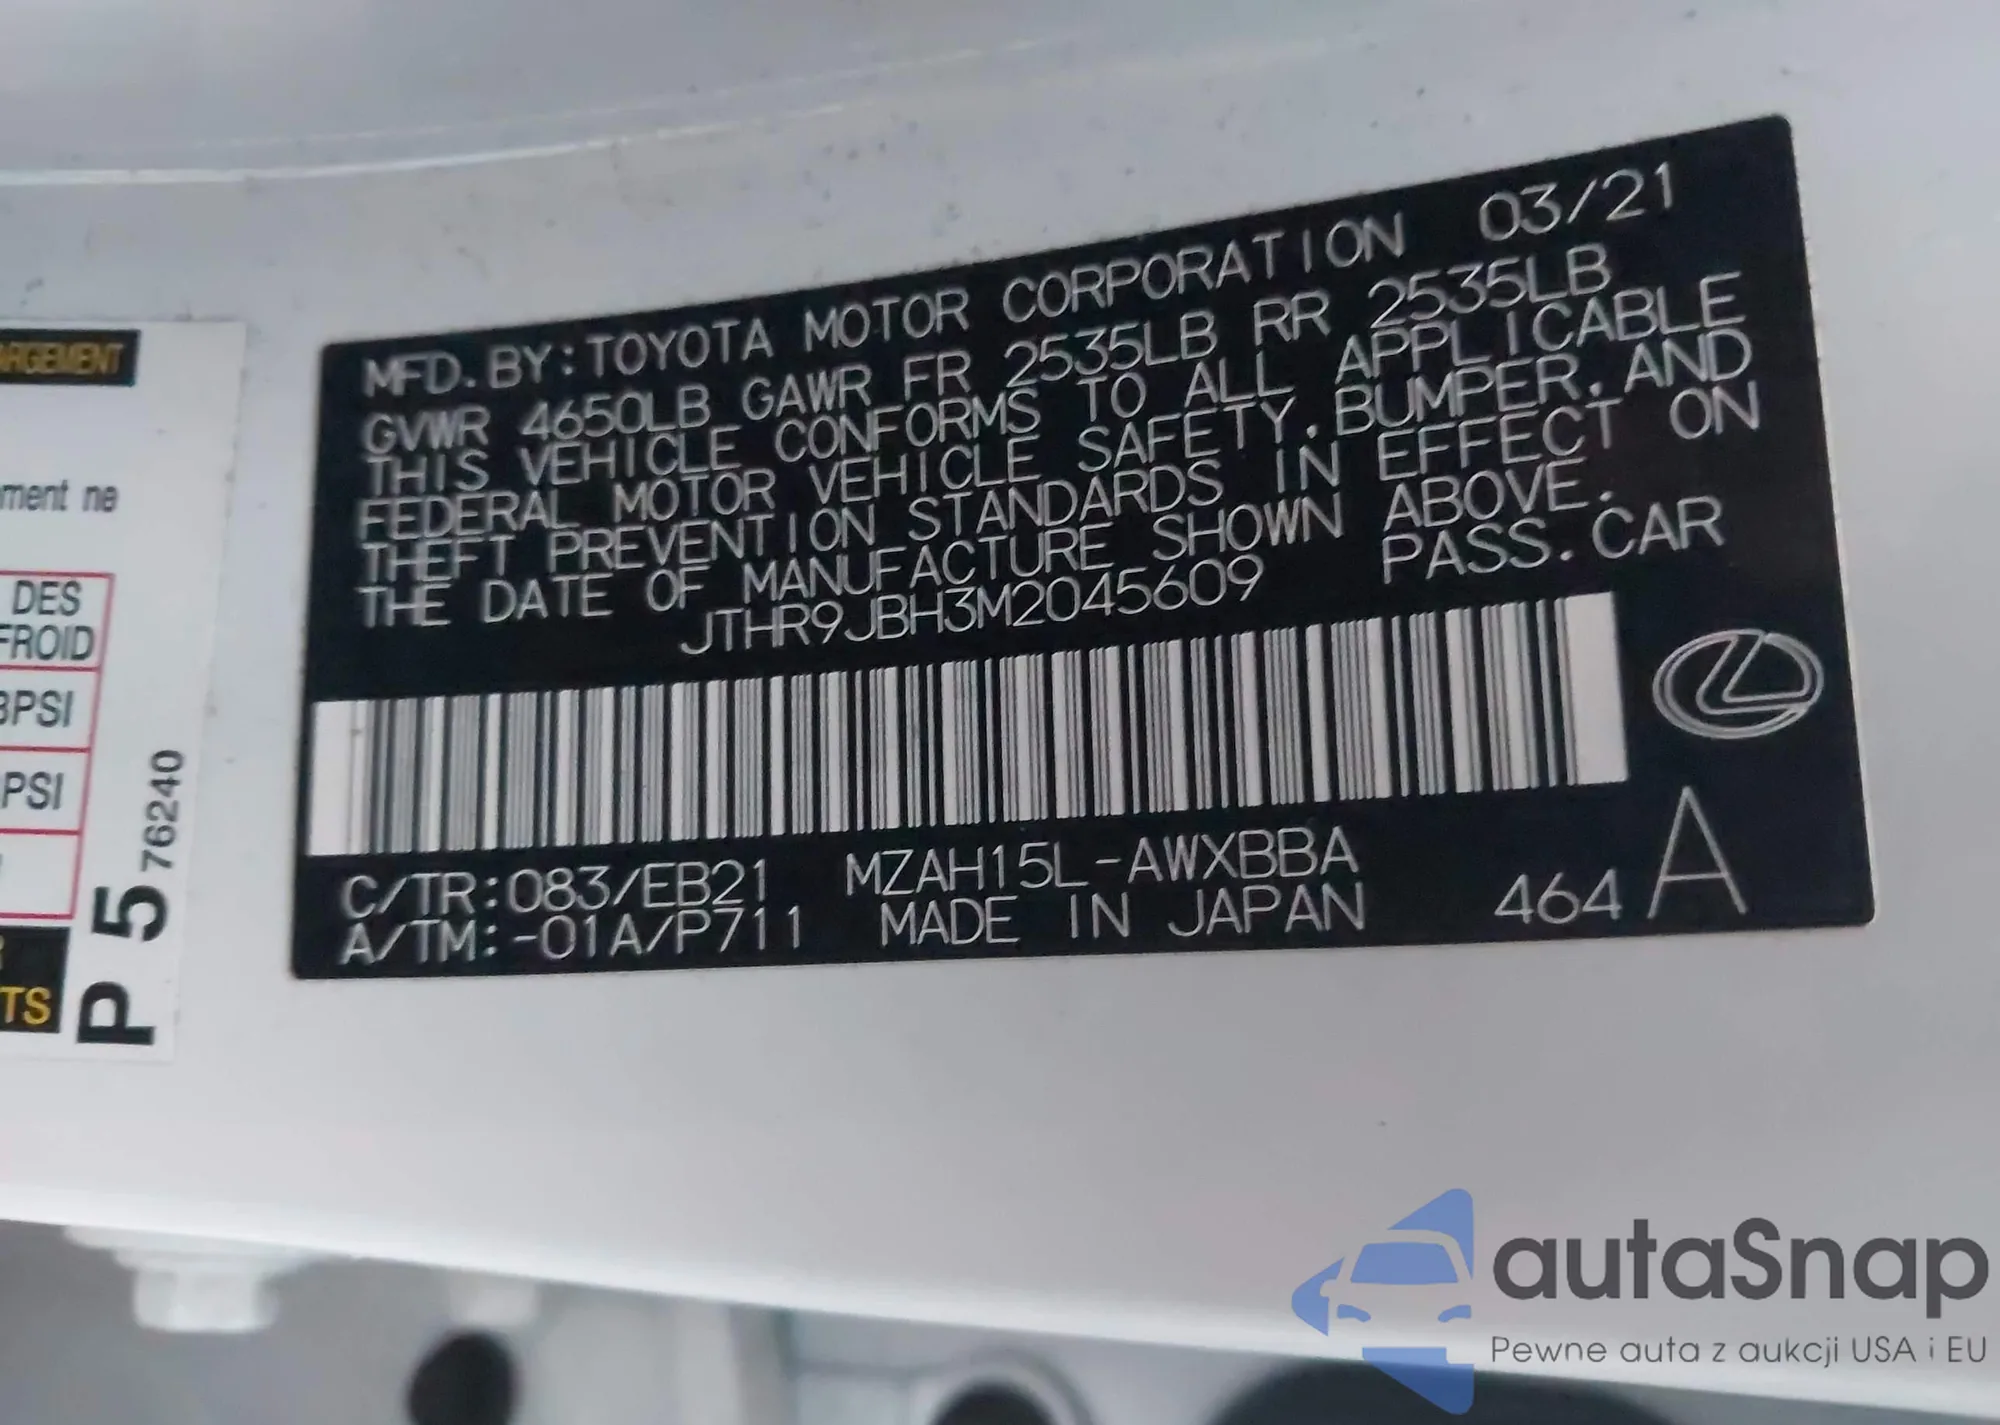 ARGEMENT
ment ne
DES
FROID
PSI
PSI
TS
P 5 76240
MFD. BY: TOYOTA MOTOR CORPORATION 03/21
GVWR 4650LB GAWR FR 2535LB RR 2535LB
THIS VEHICLE CONFORMS TO ALL APPLICABLE
FEDERAL MOTOR VEHICLE SAFETY, BUMPER, AND
THEFT PREVENTION STANDARDS IN EFFECT ON
THE DATE OF MANUFACTURE SHOWN ABOVE.
JTHR9JBH3M2045609 PASS. CAR
C/TR: 083/EB21 MZAH15L-AWXBBA
A/TM: -01A/P711 MADE IN JAPAN 464 A
autaSnap
Pewne auta z aukcji USA i EU